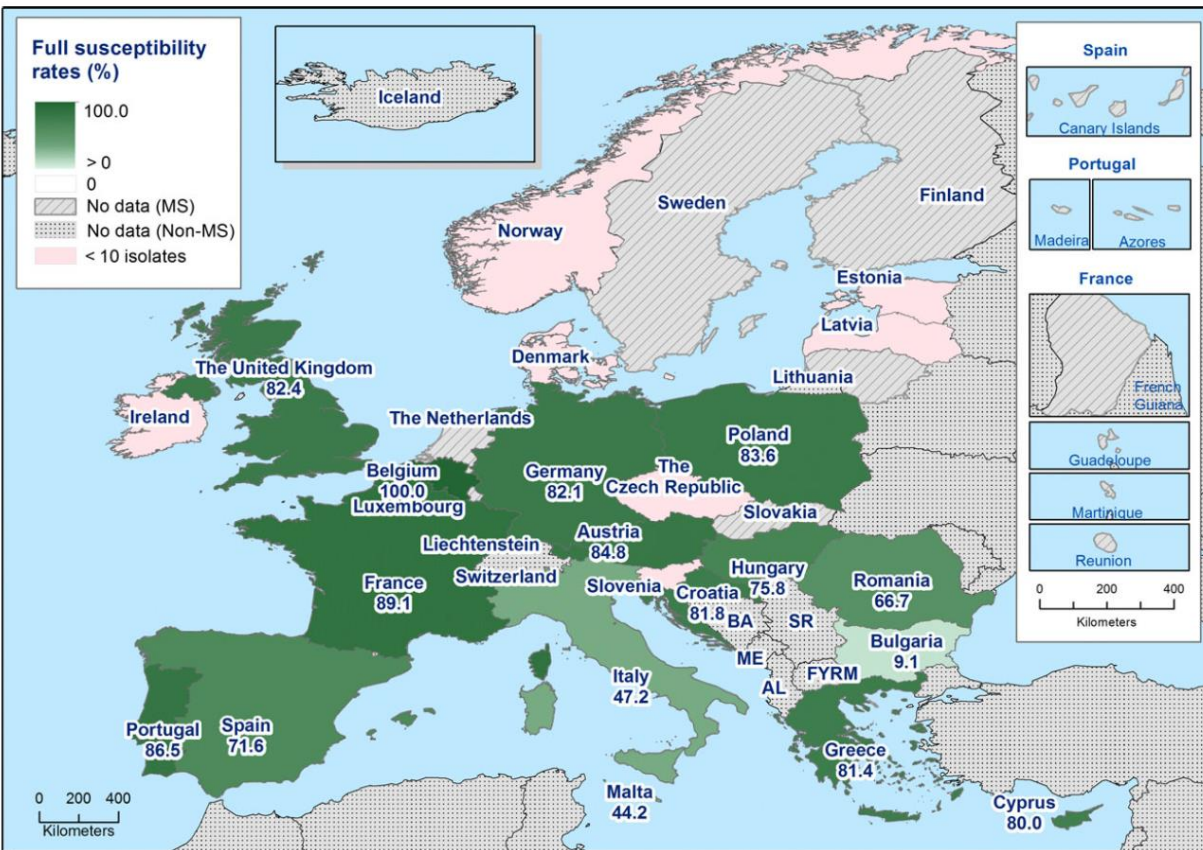 Full susceptibility
rates (%)
100.0
> 0
0
No data (MS)
No data (Non-MS)
< 10 isolates
Iceland
Norway
Sweden
Finland
Estonia
Latvia
Lithuania
Denmark
The United Kingdom
82.4
Ireland
The Netherlands
Belgium
100.0
Luxembourg
Germany
82.1
Poland
83.6
The
Czech Republic
Slovakia
Austria
84.8
Liechtenstein
Switzerland
France
89.1
Slovenia
Croatia
81.8
Hungary
75.8
Romania
66.7
BA
SR
Bulgaria
9.1
ME
FYRM
AL
Italy
47.2
Portugal
86.5
Spain
71.6
Greece
81.4
Malta
44.2
Cyprus
80.0
0 200 400
Kilometers
Spain
Canary Islands
Portugal
Madeira
Azores
France
French
Guiana
Guadeloupe
Martinique
Reunion
0 200 400
Kilometers